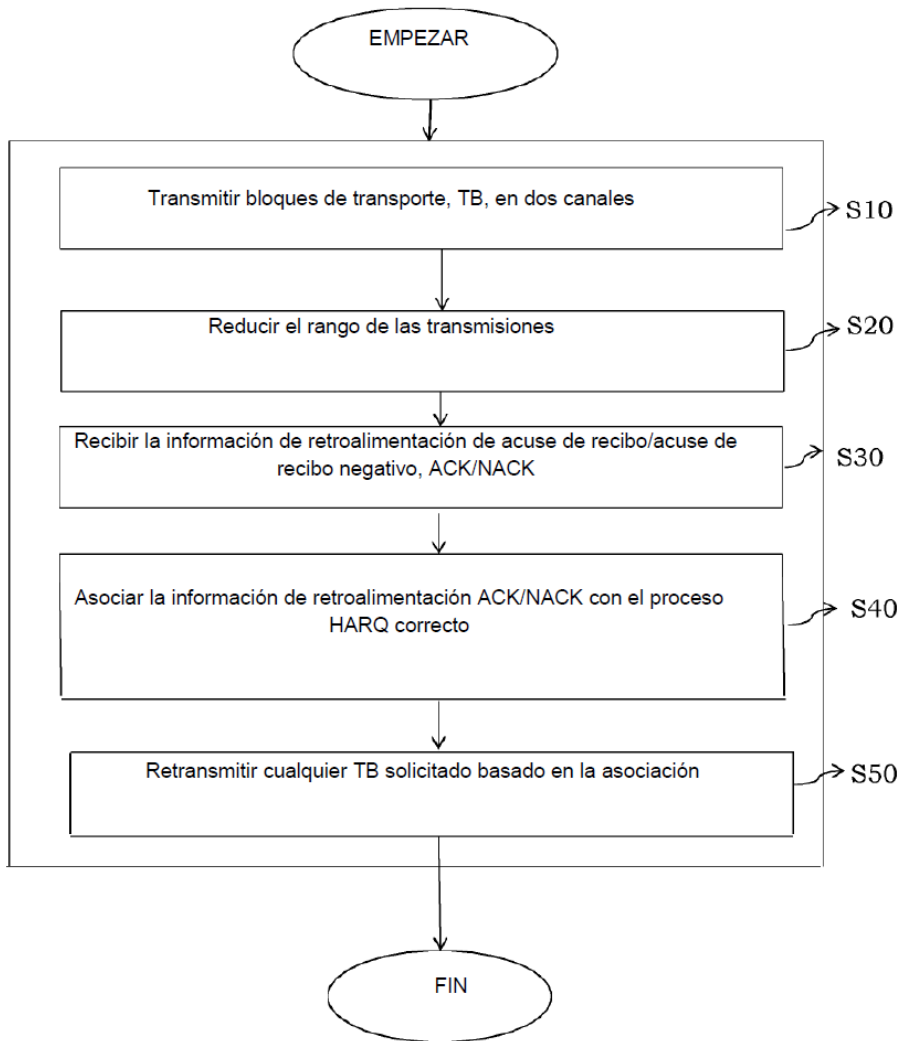 EMPEZAR
Transmitir bloques de transporte, TB, en dos canales
S10
Reducir el rango de las transmisiones
S20
Recibir la información de retroalimentación de acuse de recibo/acuse de
recibo negativo, ACK/NACK
S30
Asociar la información de retroalimentación ACK/NACK con el proceso
HARQ correcto
S40
Retransmitir cualquier TB solicitado basado en la asociación
S50
FIN